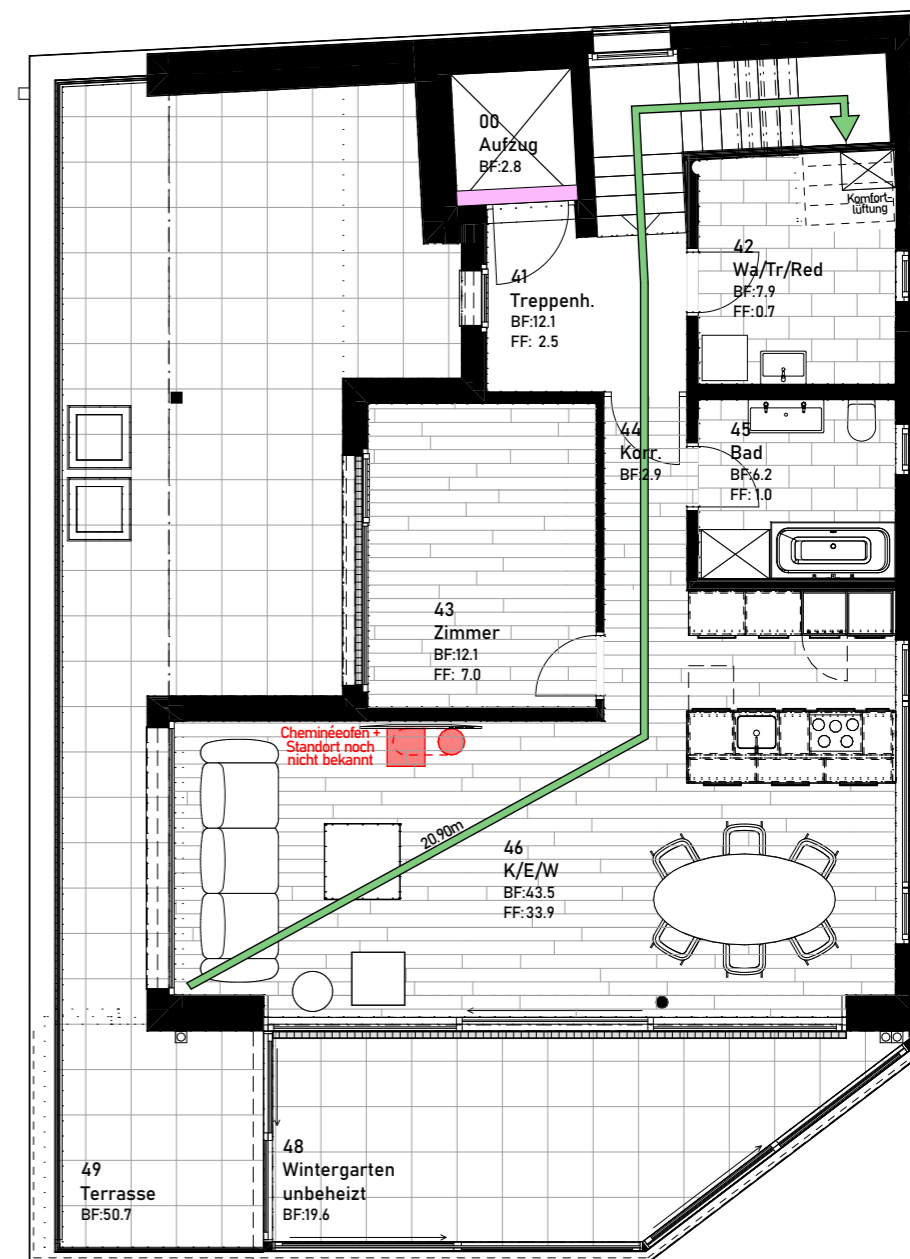 00
Aufzug
BF:2.8
Komfort-
lüftung
42
Wa/Tr/Red
BF:7.9
FF:0.7
41
Treppenh.
BF:12.1
FF: 2.5
44
Korr.
BF:2.9
45
Bad
BF:6.2
FF: 1.0
43
Zimmer
BF:12.1
FF: 7.0
Cheminéeofen +
Standort noch
nicht bekannt
20.90m
46
K/E/W
BF:43.5
FF:33.9
49
Terrasse
BF:50.7
48
Wintergarten
unbeheizt
BF:19.6